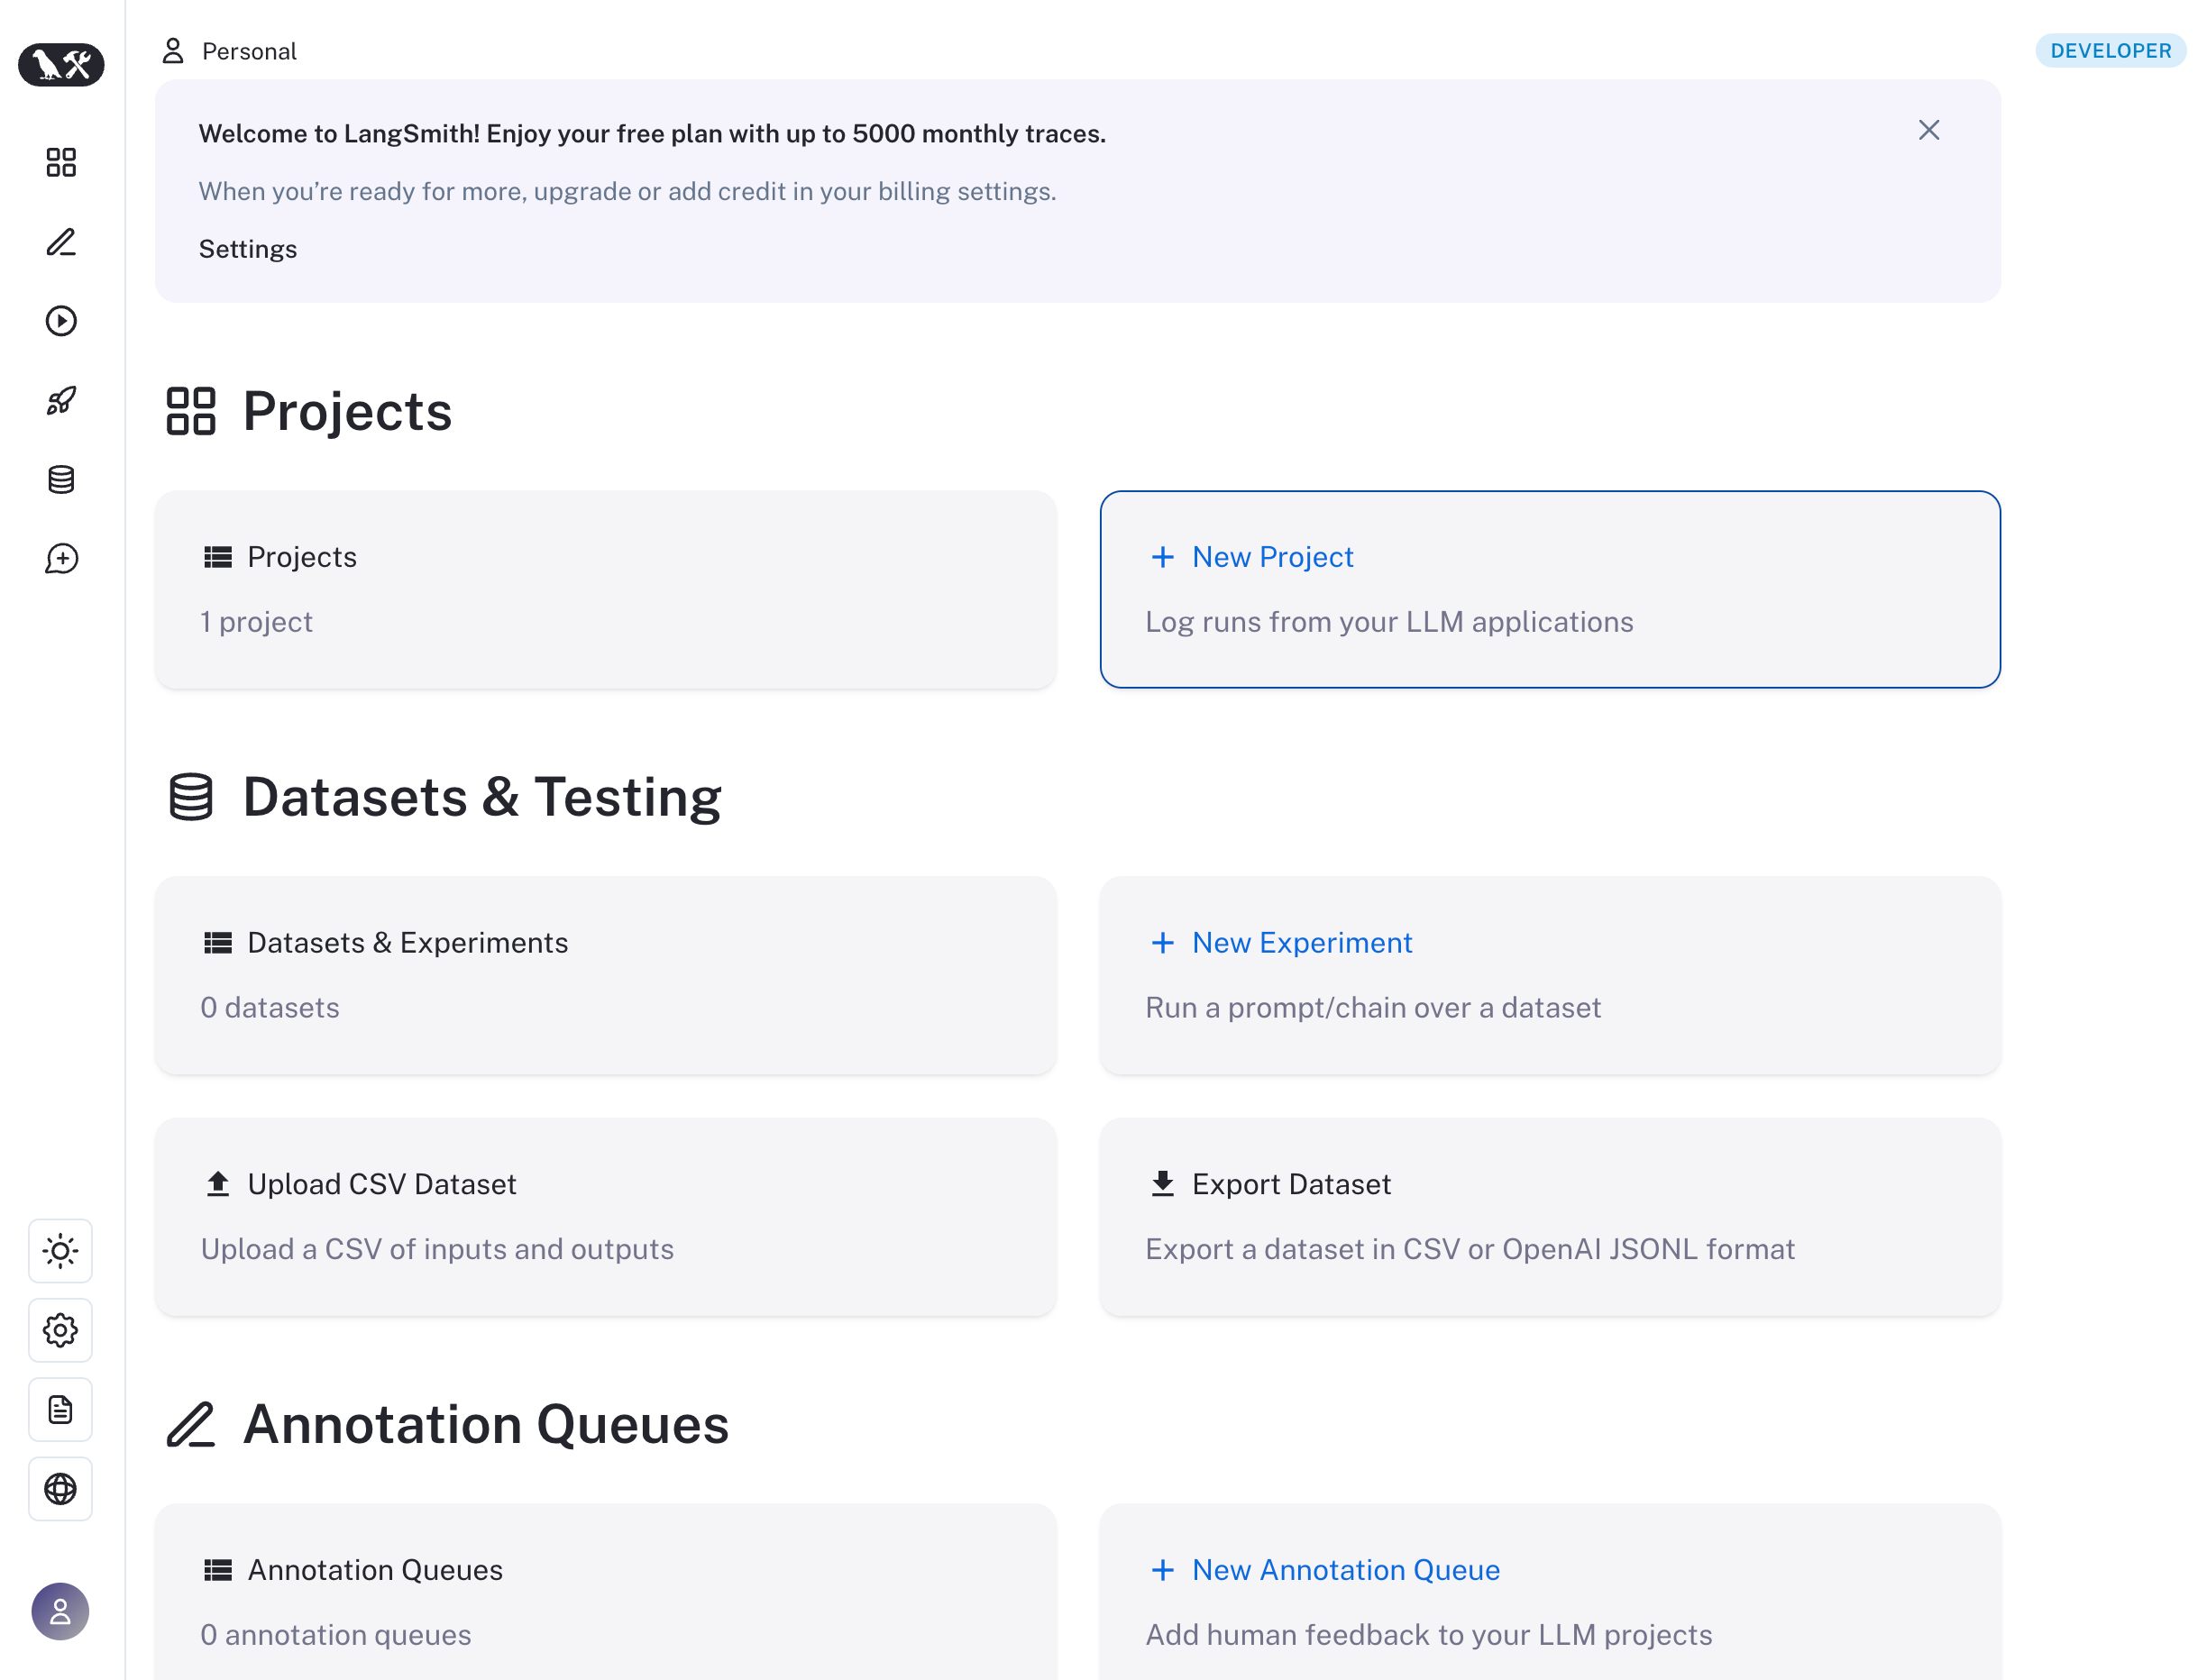 Personal
DEVELOPER
Welcome to LangSmith! Enjoy your free plan with up to 5000 monthly traces.
When you’re ready for more, upgrade or add credit in your billing settings.
Settings
Projects
Projects
1 project
New Project
Log runs from your LLM applications
Datasets & Testing
Datasets & Experiments
0 datasets
New Experiment
Run a prompt/chain over a dataset
Upload CSV Dataset
Upload a CSV of inputs and outputs
Export Dataset
Export a dataset in CSV or OpenAI JSONL format
Annotation Queues
Annotation Queues
0 annotation queues
New Annotation Queue
Add human feedback to your LLM projects